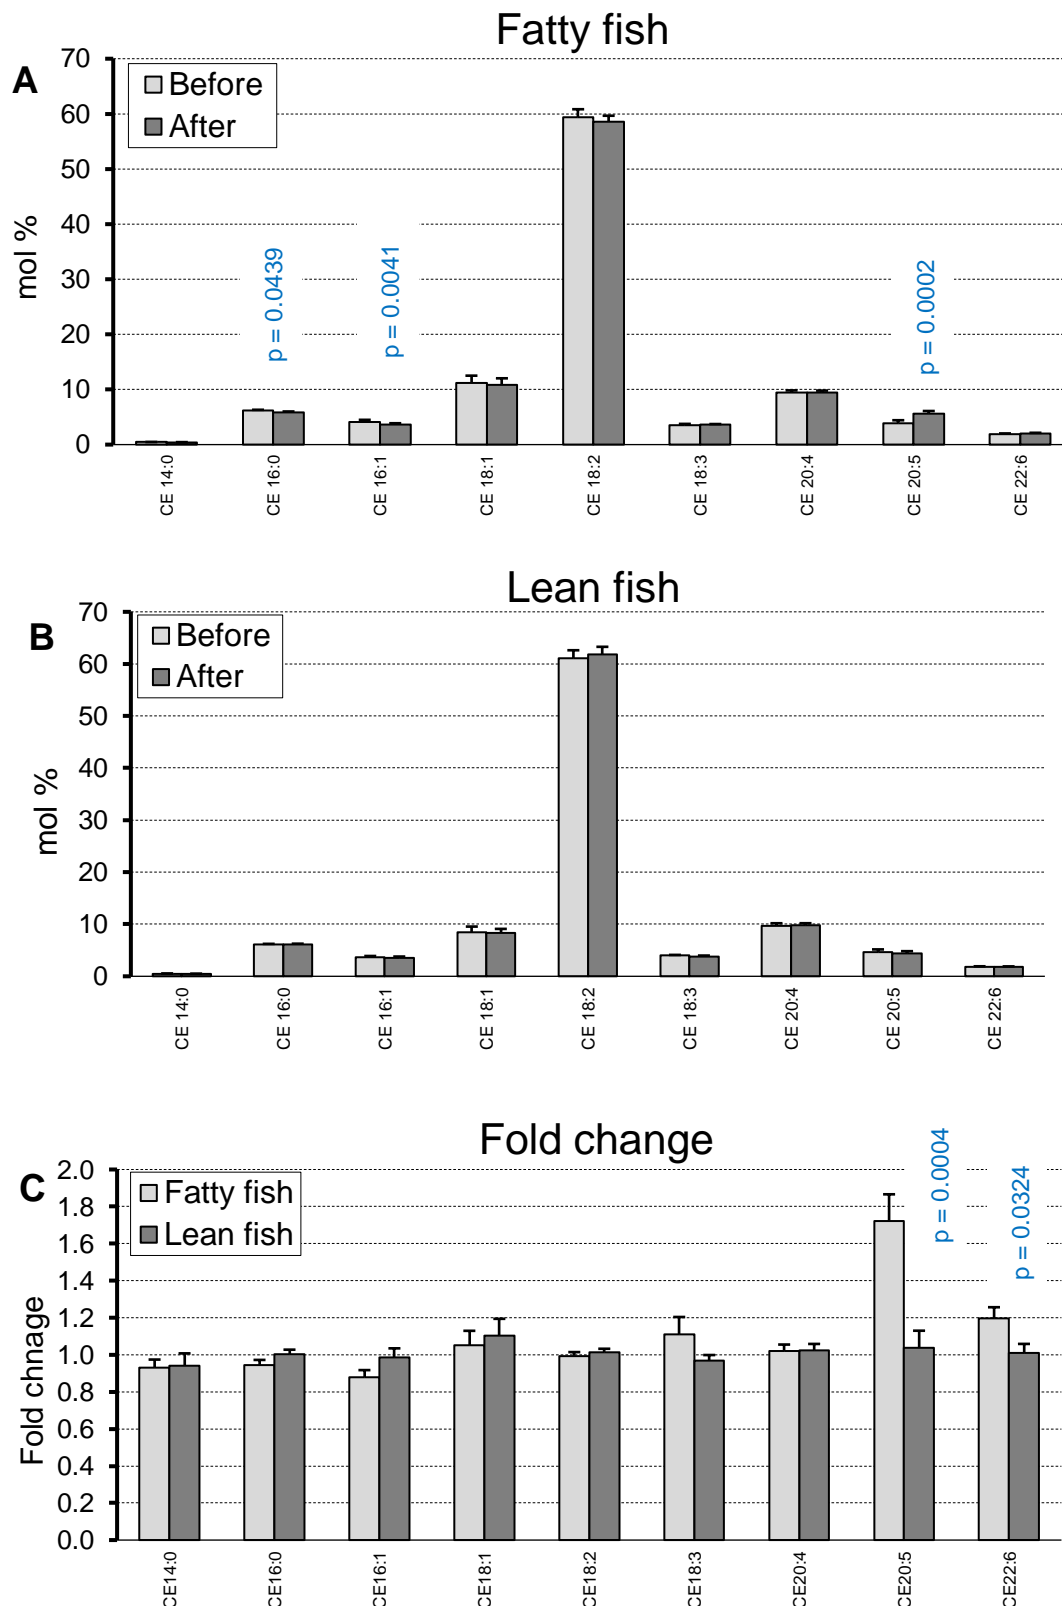 Fatty fish
A
70
60
50
40
30
20
10
0
mol %
Before
After
p = 0.0439
p = 0.0041
p = 0.0002
CE 14:0
CE 16:0
CE 16:1
CE 18:1
CE 18:2
CE 18:3
CE 20:4
CE 20:5
CE 22:6
Lean fish
B
70
60
50
40
30
20
10
0
mol %
Before
After
CE 14:0
CE 16:0
CE 16:1
CE 18:1
CE 18:2
CE 18:3
CE 20:4
CE 20:5
CE 22:6
Fold change
C
2.0
1.8
1.6
1.4
1.2
1.0
0.8
0.6
0.4
0.2
0.0
Fold chnage
Fatty fish
Lean fish
p = 0.0004
p = 0.0324
CE14:0
CE16:0
CE16:1
CE18:1
CE18:2
CE18:3
CE20:4
CE20:5
CE22:6